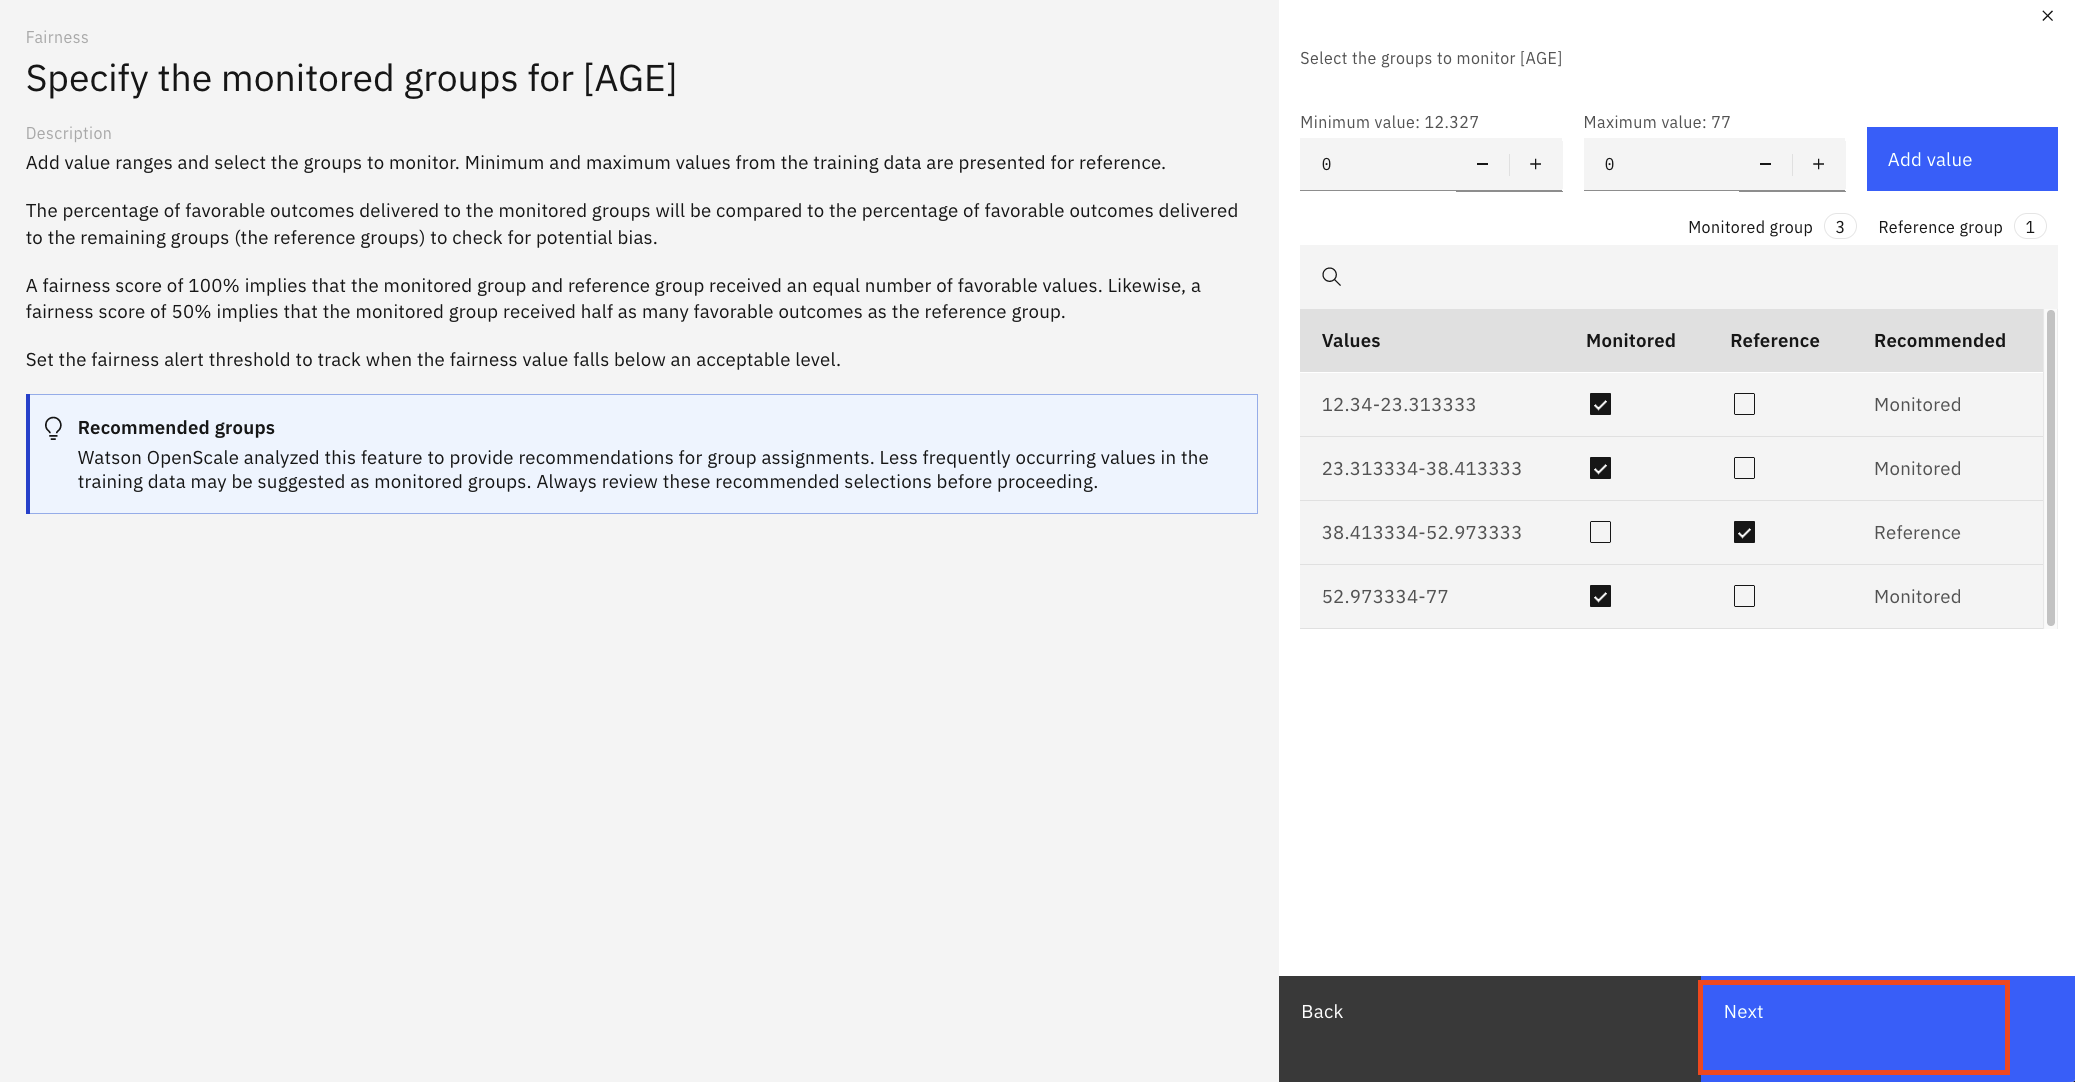 Fairness
Specify the monitored groups for [AGE]
Description
Add value ranges and select the groups to monitor. Minimum and maximum values from the training data are presented for reference.
The percentage of favorable outcomes delivered to the monitored groups will be compared to the percentage of favorable outcomes delivered
to the remaining groups (the reference groups) to check for potential bias.
A fairness score of 100% implies that the monitored group and reference group received an equal number of favorable values. Likewise, a
fairness score of 50% implies that the monitored group received half as many favorable outcomes as the reference group.
Set the fairness alert threshold to track when the fairness value falls below an acceptable level.
Recommended groups
Watson OpenScale analyzed this feature to provide recommendations for group assignments. Less frequently occurring values in the
training data may be suggested as monitored groups. Always review these recommended selections before proceeding.
Select the groups to monitor [AGE]
Minimum value: 12.327 Maximum value: 77
0 0 Add value
Monitored group 3 Reference group 1
Values Monitored Reference Recommended
12.34-23.313333 Monitored
23.313334-38.413333 Monitored
38.413334-52.973333 Reference
52.973334-77 Monitored
Back Next